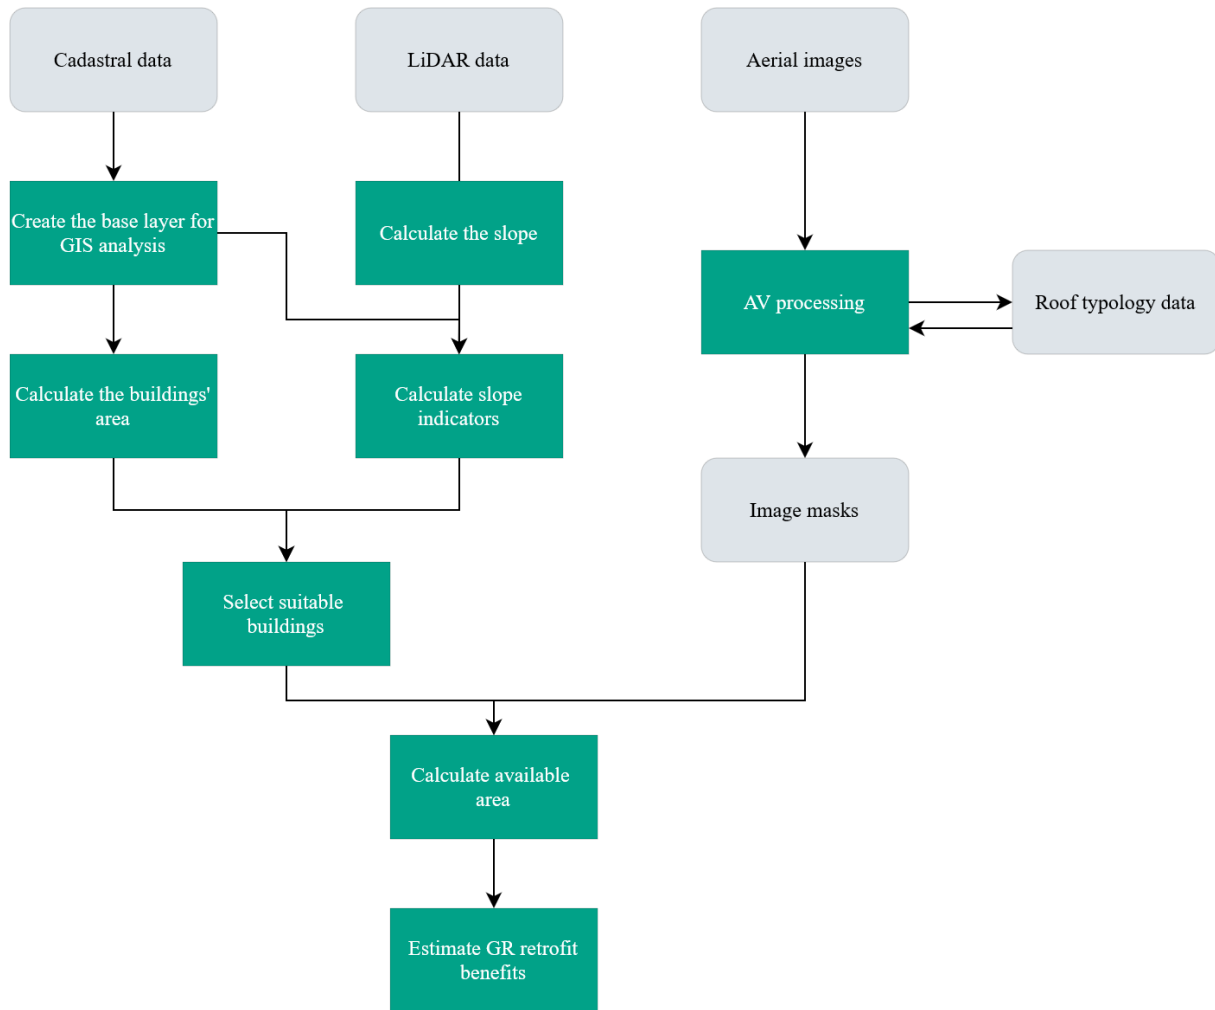 Cadastral data
LiDAR data
Aerial images
Create the base layer for
GIS analysis
Calculate the slope
AV processing
Roof typology data
Calculate the buildings'
area
Calculate slope
indicators
Image masks
Select suitable
buildings
Calculate available
area
Estimate GR retrofit
benefits